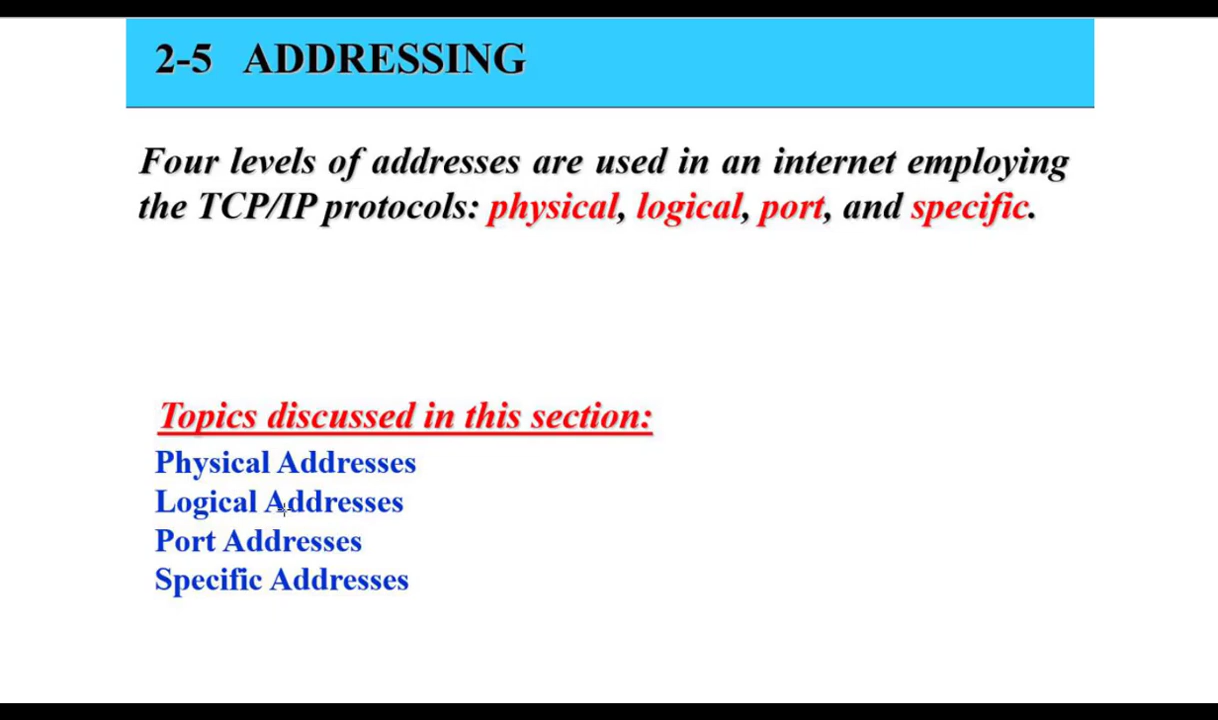 2-5 ADDRESSING
Four levels of addresses are used in an internet employing
the TCP/IP protocols: physical, logical, port, and specific.
Topics discussed in this section:
Physical Addresses
Logical Addresses
Port Addresses
Specific Addresses